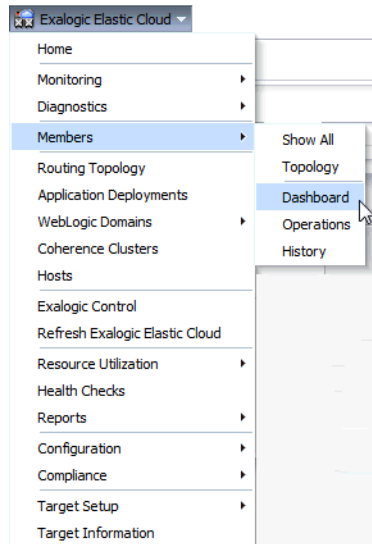 Exalogic Elastic Cloud
Home
Monitoring
Diagnostics
Members
Show All
Topology
Dashboard
Operations
History
Routing Topology
Application Deployments
WebLogic Domains
Coherence Clusters
Hosts
Exalogic Control
Refresh Exalogic Elastic Cloud
Resource Utilization
Health Checks
Reports
Configuration
Compliance
Target Setup
Target Information